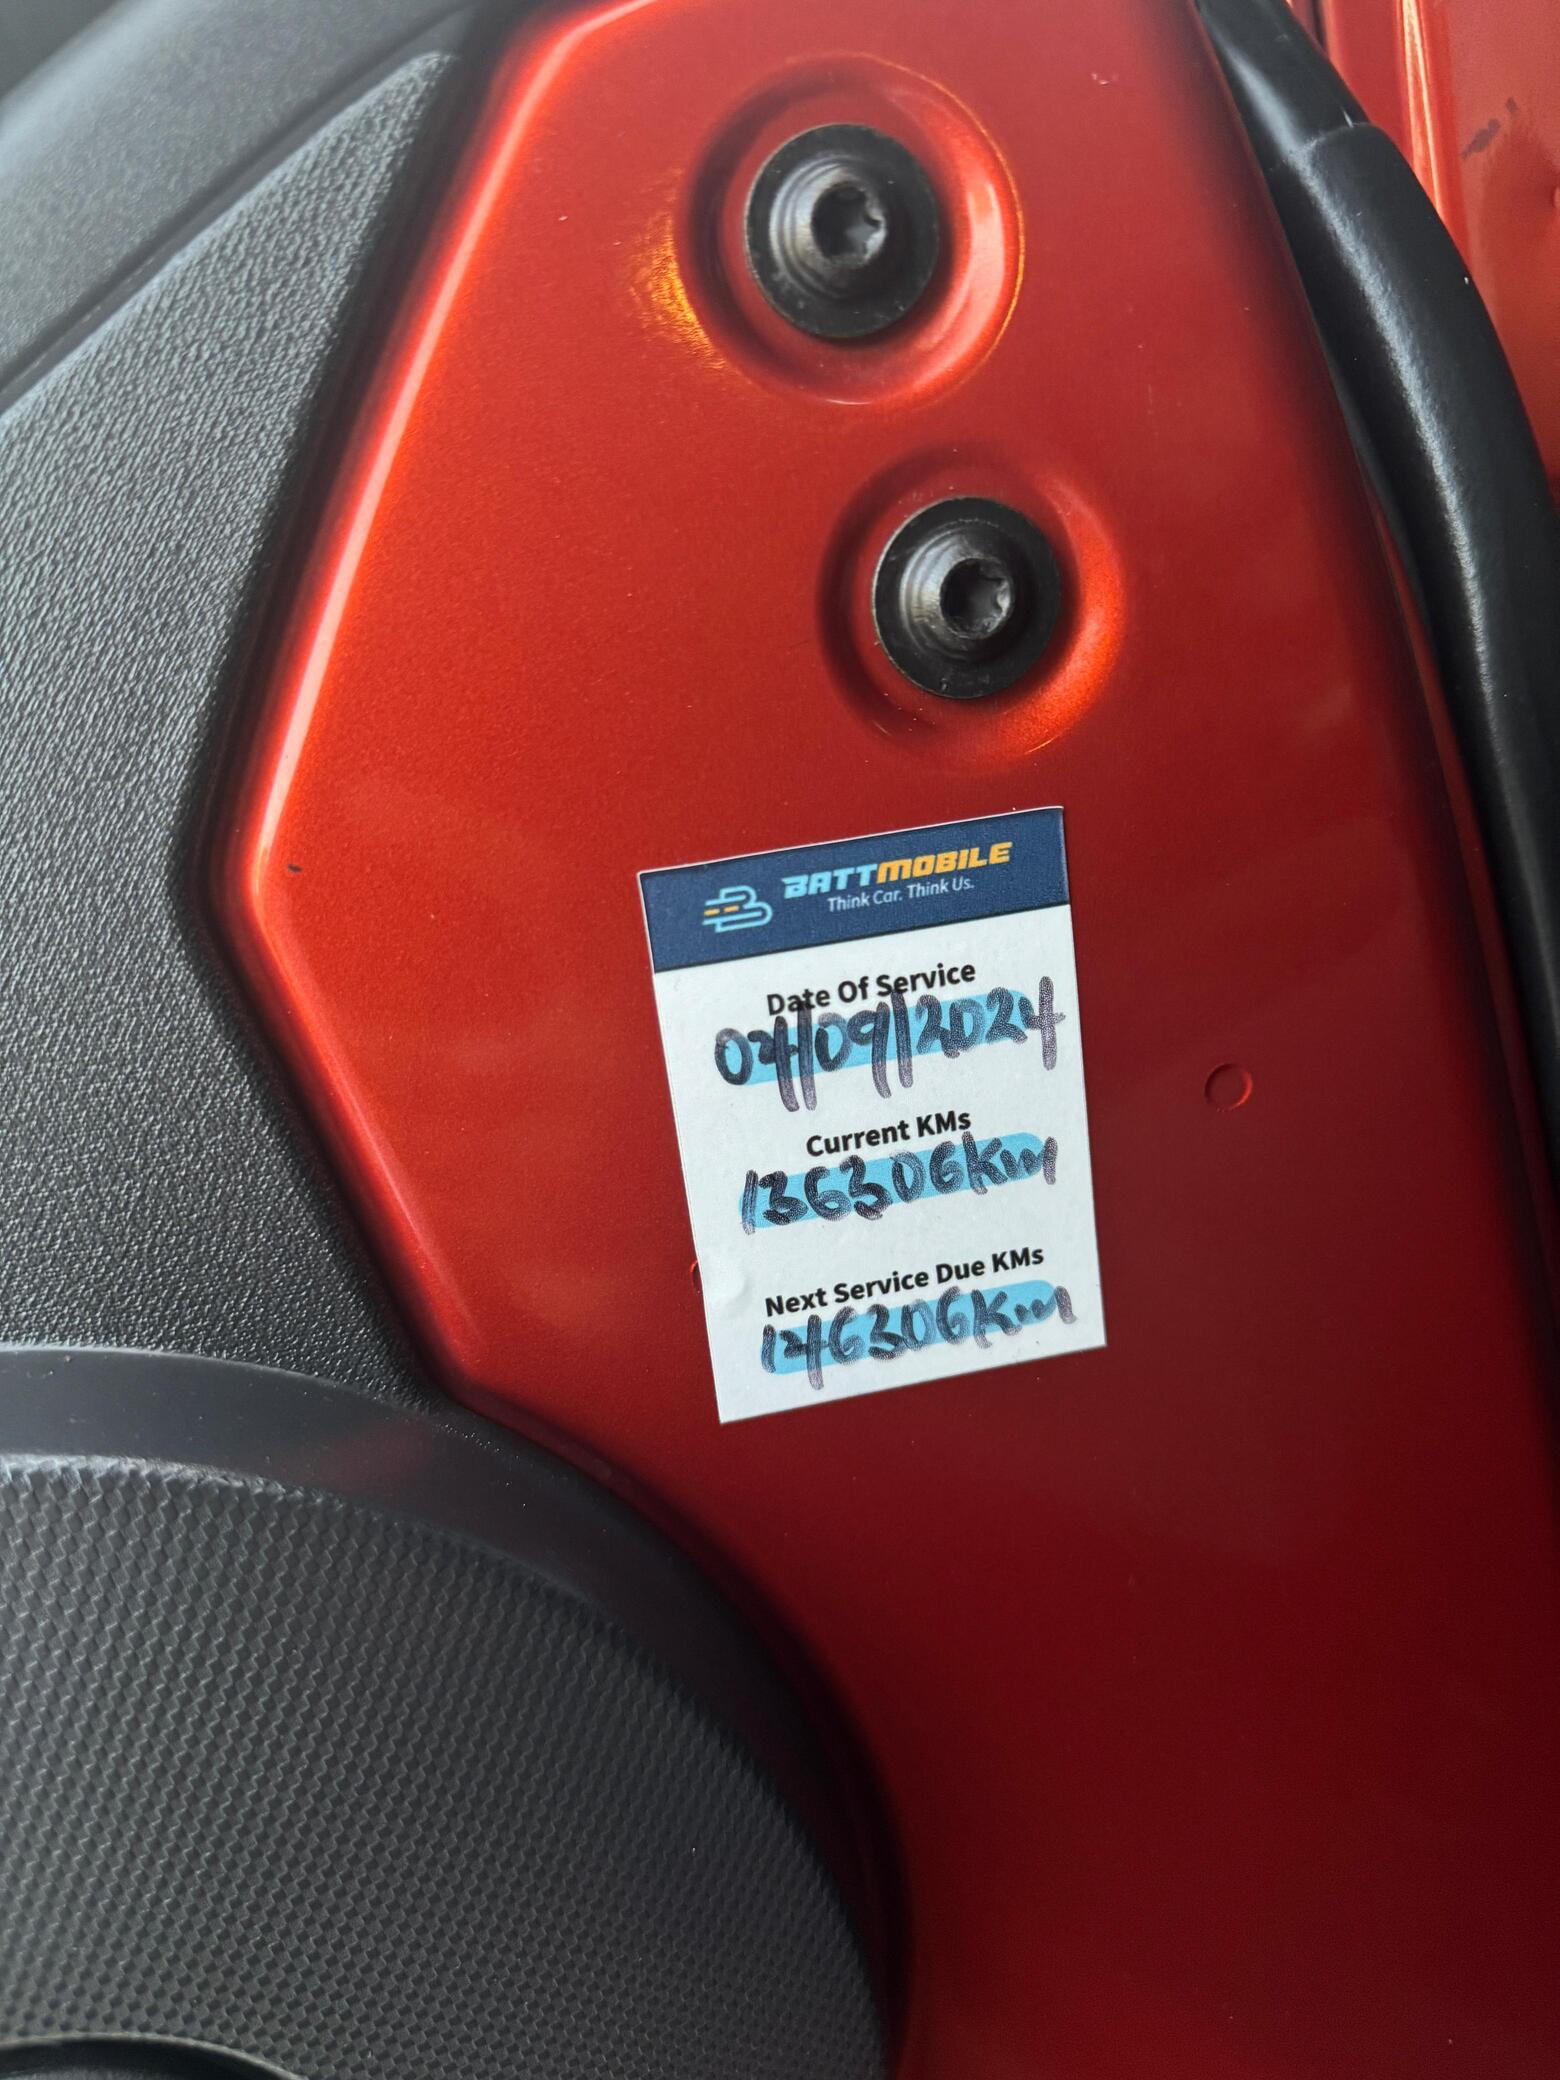 BATTMOBILE
Think Car. Think Us.
Date Of Service
04/09/2024
Current KMs
136306Km
Next Service Due KMs
146306Km